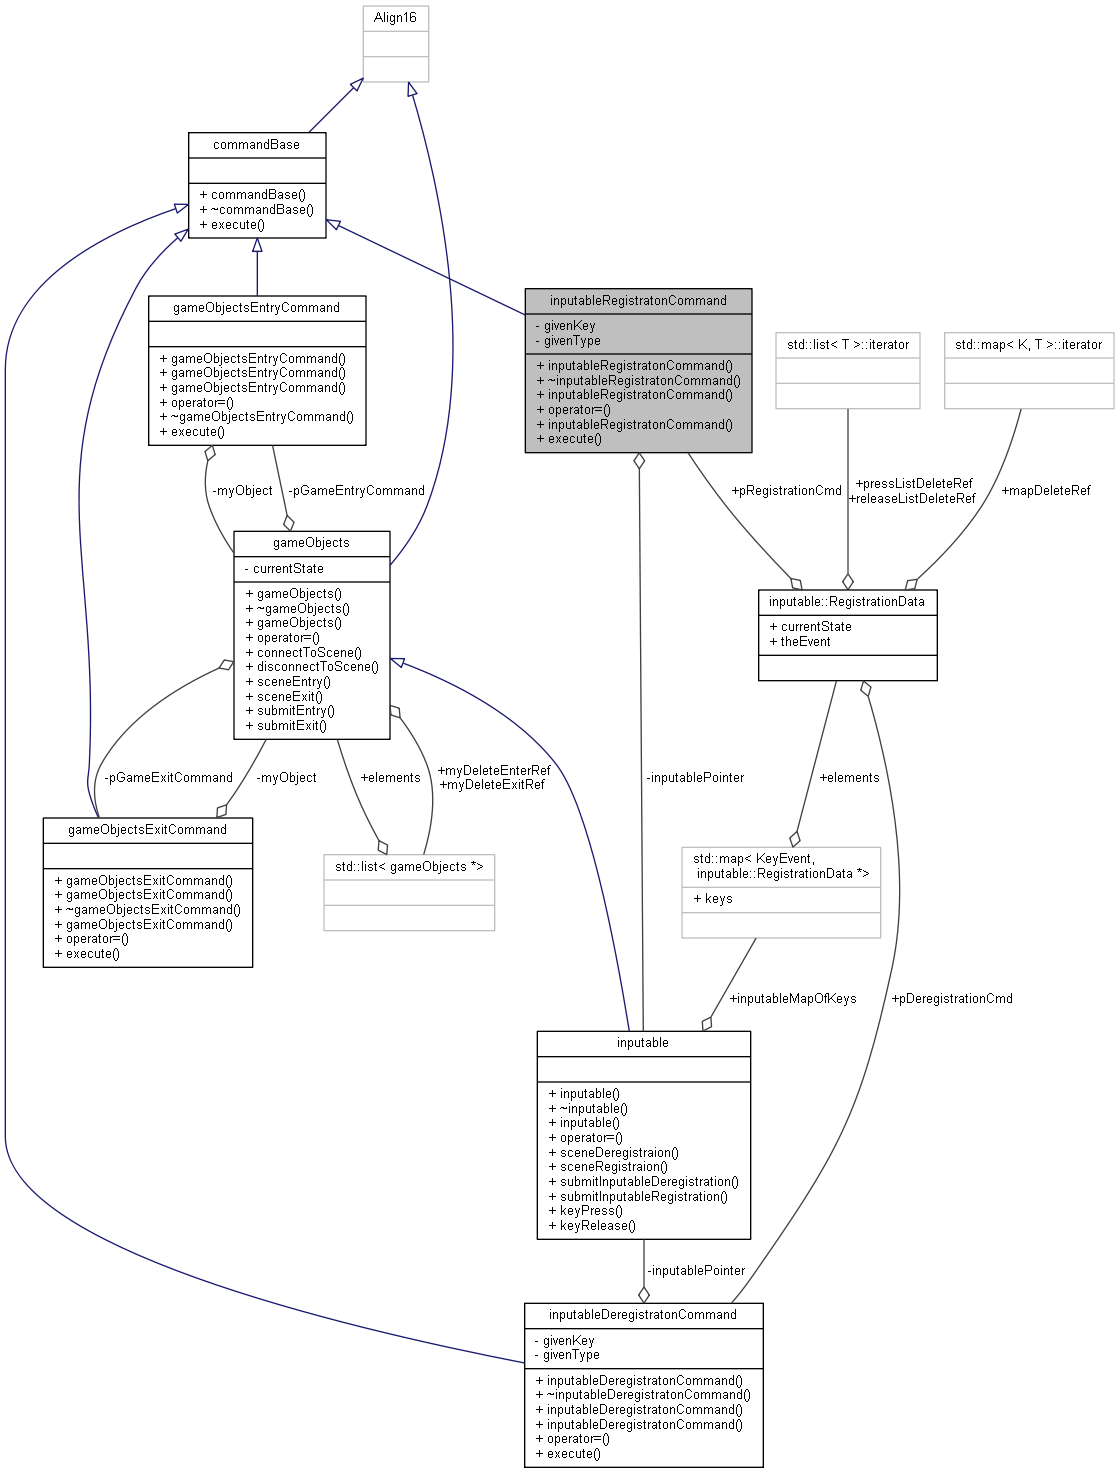 Align16
commandBase
+ commandBase()
+ ~commandBase()
+ execute()
gameObjectsEntryCommand
+ gameObjectsEntryCommand()
+ gameObjectsEntryCommand()
+ gameObjectsEntryCommand()
+ operator=()
+ ~gameObjectsEntryCommand()
+ execute()
inputableRegistratonCommand
- givenKey
- givenType
+ inputableRegistratonCommand()
+ ~inputableRegistratonCommand()
+ inputableRegistratonCommand()
+ operator=()
+ inputableRegistratonCommand()
+ execute()
std::list< T >::iterator
std::map< K, T >::iterator
-myObject
-pGameEntryCommand
+pRegistrationCmd
+pressListDeleteRef
+releaseListDeleteRef
+mapDeleteRef
gameObjects
- currentState
+ gameObjects()
+ ~gameObjects()
+ gameObjects()
+ operator=()
+ connectToScene()
+ disconnectToScene()
+ sceneEntry()
+ sceneExit()
+ submitEntry()
+ submitExit()
inputable::RegistrationData
+ currentState
+ theEvent
-pGameExitCommand
-myObject
+elements
+myDeleteEnterRef
+myDeleteExitRef
-inputablePointer
+elements
gameObjectsExitCommand
+ gameObjectsExitCommand()
+ gameObjectsExitCommand()
+ ~gameObjectsExitCommand()
+ gameObjectsExitCommand()
+ operator=()
+ execute()
std::list< gameObjects *>
std::map< KeyEvent,
inputable::RegistrationData *>
+ keys
+inputableMapOfKeys
+pDeregistrationCmd
inputable
+ inputable()
+ ~inputable()
+ inputable()
+ operator=()
+ sceneDeregistraion()
+ sceneRegistraion()
+ submitInputableDeregistration()
+ submitInputableRegistration()
+ keyPress()
+ keyRelease()
-inputablePointer
inputableDeregistratonCommand
- givenKey
- givenType
+ inputableDeregistratonCommand()
+ ~inputableDeregistratonCommand()
+ inputableDeregistratonCommand()
+ inputableDeregistratonCommand()
+ operator=()
+ execute()